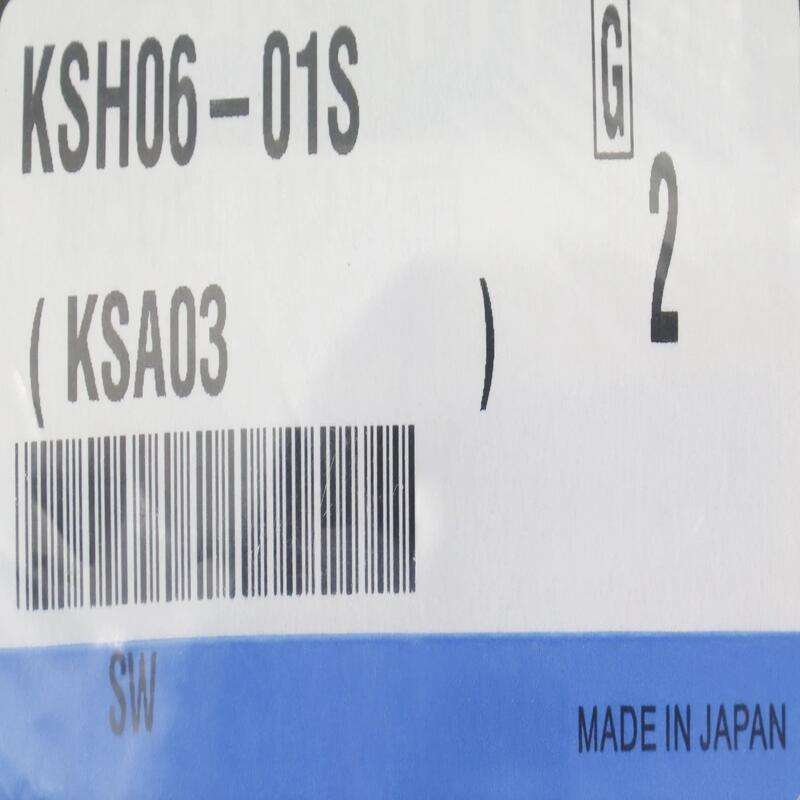 KSH06-01S
G
2
( KSA03 )
SW
MADE IN JAPAN